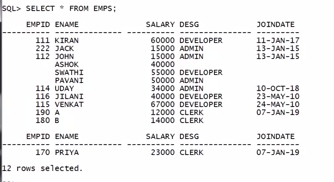 SQL> SELECT * FROM EMPS;
EMPID ENAME SALARY DESG JOINDATE
111 KIRAN 60000 DEVELOPER 11-JAN-17
222 JACK 15000 ADMIN 13-JAN-15
112 JOHN 15000 ADMIN 13-JAN-15
ASHOK 40000
SWATHI 55000 DEVELOPER
PAVANI 50000 ADMIN
114 UDAY 34000 ADMIN 10-OCT-18
116 JILANI 40000 DEVELOPER 23-MAY-10
115 VENKAT 67000 DEVELOPER 24-MAY-10
190 A 12000 CLERK 07-JAN-19
180 B 14000 CLERK
EMPID ENAME SALARY DESG JOINDATE
170 PRIYA 23000 CLERK 07-JAN-19
12 rows selected.